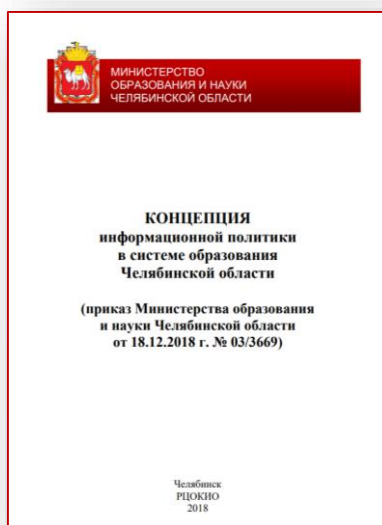 МИНИСТЕРСТВО
ОБРАЗОВАНИЯ И НАУКИ
ЧЕЛЯБИНСКОЙ ОБЛАСТИ
КОНЦЕПЦИЯ
информационной политики
в системе образования
Челябинской области
(приказ Министерства образования
и науки Челябинской области
от 18.12.2018 г. № 03/3669)
Челябинск
РЦОКИО
2018